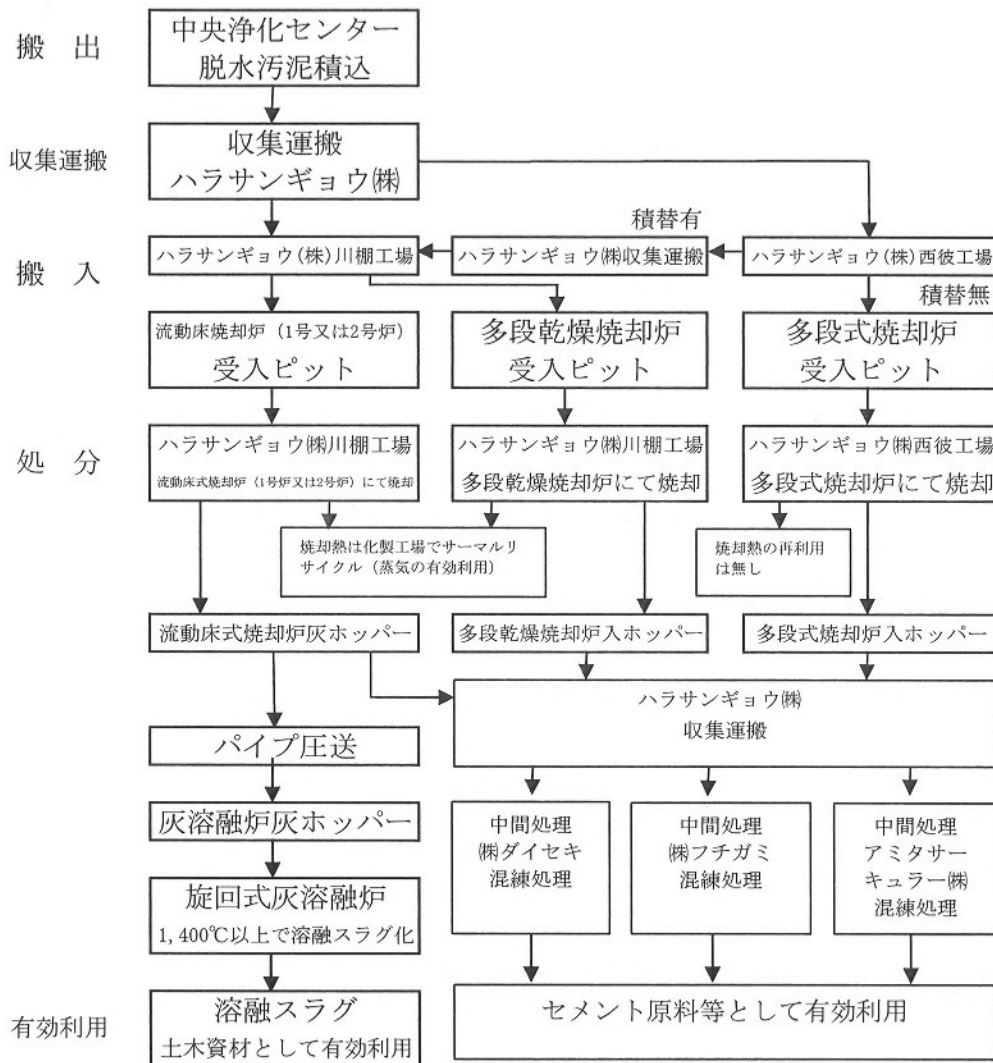 搬 出
中央浄化センター
脱水汚泥積込
収集運搬
収集運搬
ハラサンギョウ㈱
積替有
搬 入
ハラサンギョウ(株)川棚工場
ハラサンギョウ㈱収集運搬
ハラサンギョウ(株)西彼工場
積替無
流動床焼却炉（1号又は2号炉）
受入ピット
多段乾燥焼却炉
受入ピット
多段式焼却炉
受入ピット
処 分
ハラサンギョウ㈱川棚工場
流動床式焼却炉（1号炉又は2号炉）にて焼却
ハラサンギョウ㈱川棚工場
多段乾燥焼却炉にて焼却
ハラサンギョウ㈱西彼工場
多段式焼却炉にて焼却
焼却熱は化製工場でサーマルリ
サイクル（蒸気の有効利用）
焼却熱の再利用
は無し
流動床式焼却炉灰ホッパー
多段乾燥焼却炉入ホッパー
多段式焼却炉入ホッパー
ハラサンギョウ㈱
収集運搬
パイプ圧送
灰溶融炉灰ホッパー
中間処理
㈱ダイセキ
混練処理
中間処理
㈱フチガミ
混練処理
中間処理
アミタサー
キュラー㈱
混練処理
旋回式灰溶融炉
1,400℃以上で溶融スラグ化
有効利用
溶融スラグ
土木資材として有効利用
セメント原料等として有効利用